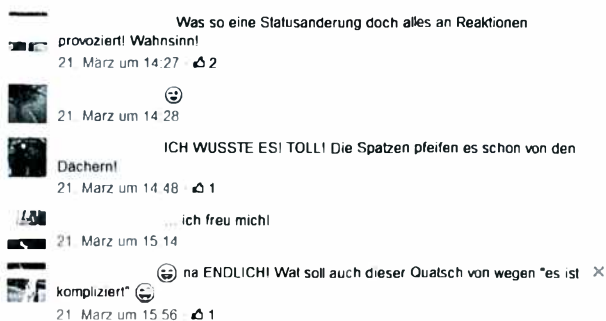 Was so eine Statusänderung doch alles an Reaktionen
provoziert! Wahnsinn!
21. März um 14:27 · 👍 2
😜
21. März um 14:28
ICH WUSSTE ES! TOLL! Die Spatzen pfeifen es schon von den
Dächern!
21. März um 14:48 · 👍 1
... ich freu mich!
21. März um 15:14
😄 na ENDLICH! Wat soll auch dieser Quatsch von wegen "es ist
kompliziert" 😄
21. März um 15:56 · 👍 1